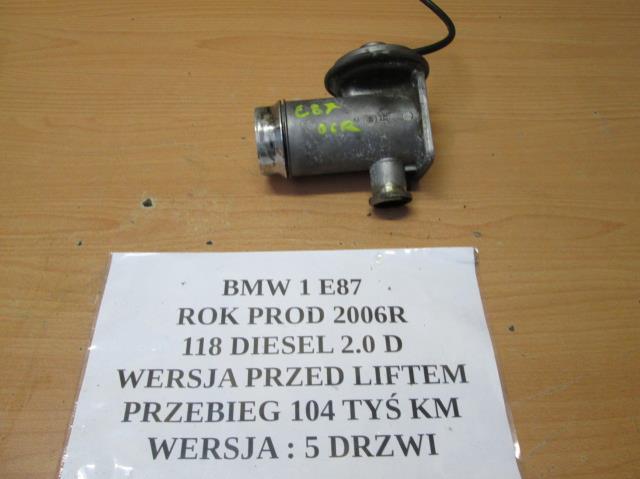 E87
06R
BMW 1 E87
ROK PROD 2006R
118 DIESEL 2.0 D
WERSJA PRZED LIFTEM
PRZEBIEG 104 TYŚ KM
WERSJA : 5 DRZWI